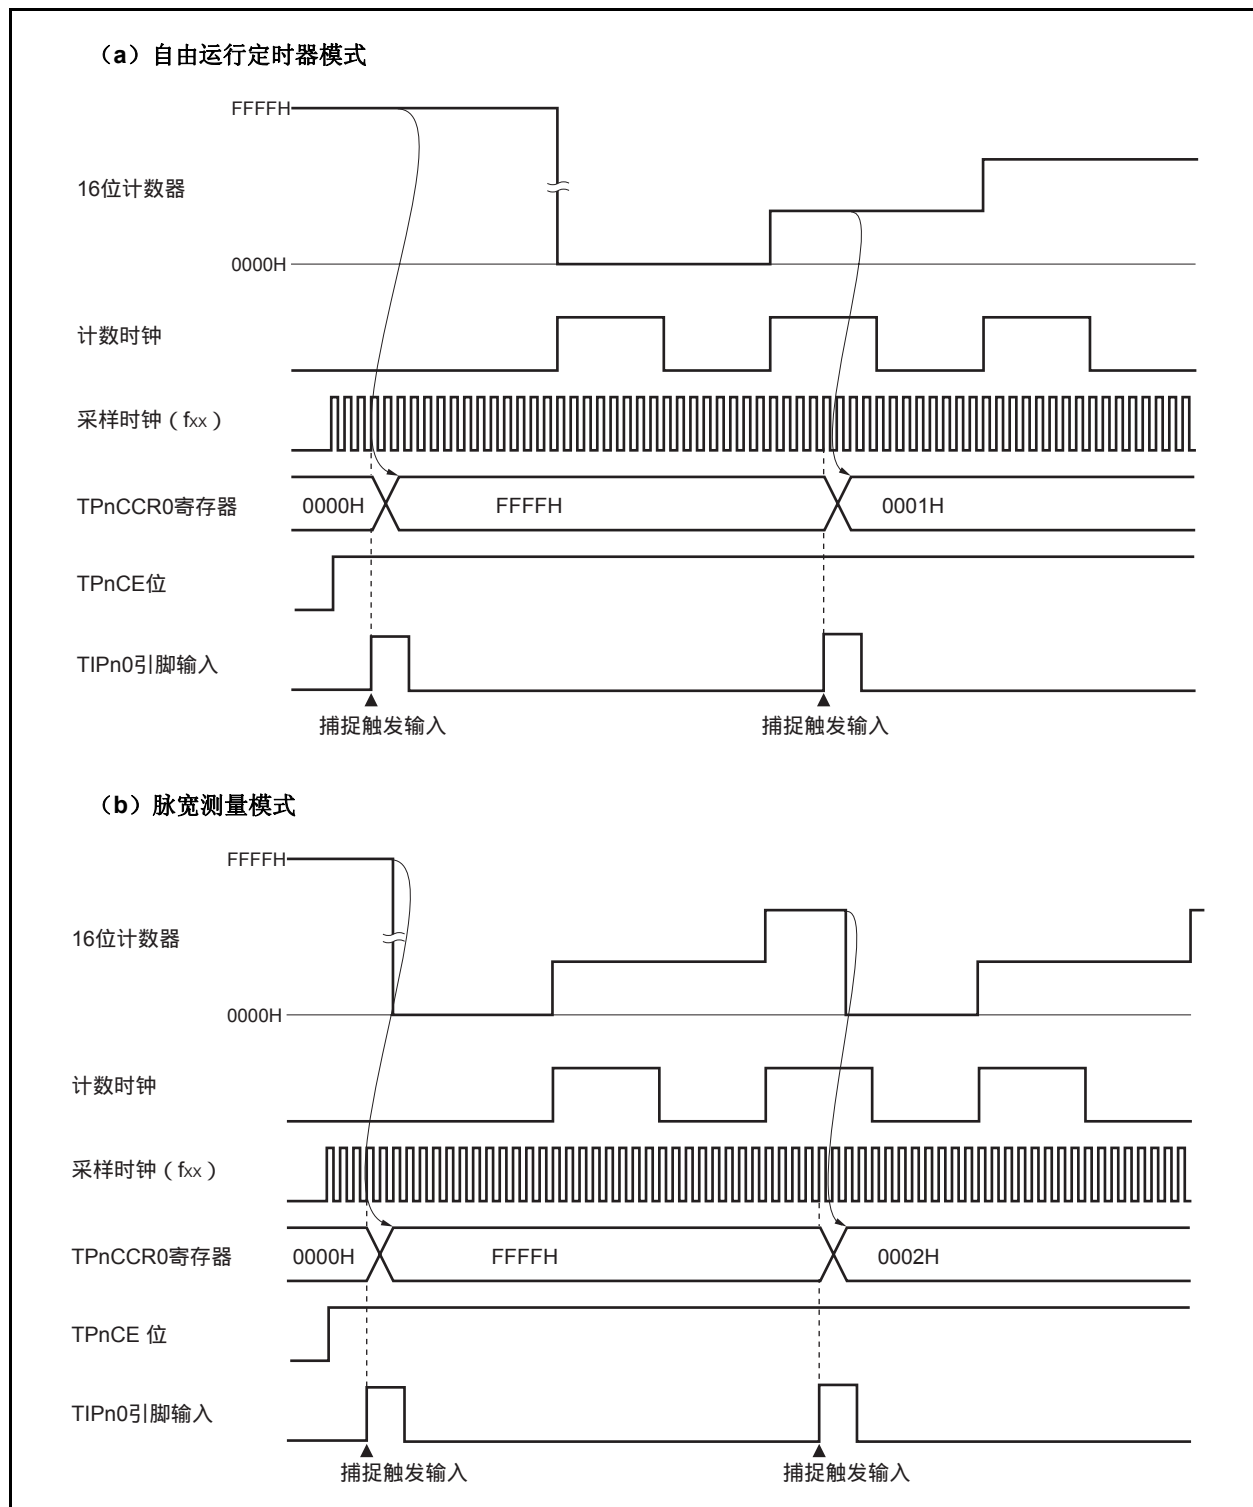 （a）自由运行定时器模式
FFFFH
16位计数器
0000H
计数时钟
采样时钟（fxx）
TPnCCR0寄存器 0000H FFFFH 0001H
TPnCE位
TIPn0引脚输入
捕捉触发输入 捕捉触发输入
（b）脉宽测量模式
FFFFH
16位计数器
0000H
计数时钟
采样时钟（fxx）
TPnCCR0寄存器 0000H FFFFH 0002H
TPnCE 位
TIPn0引脚输入
捕捉触发输入 捕捉触发输入